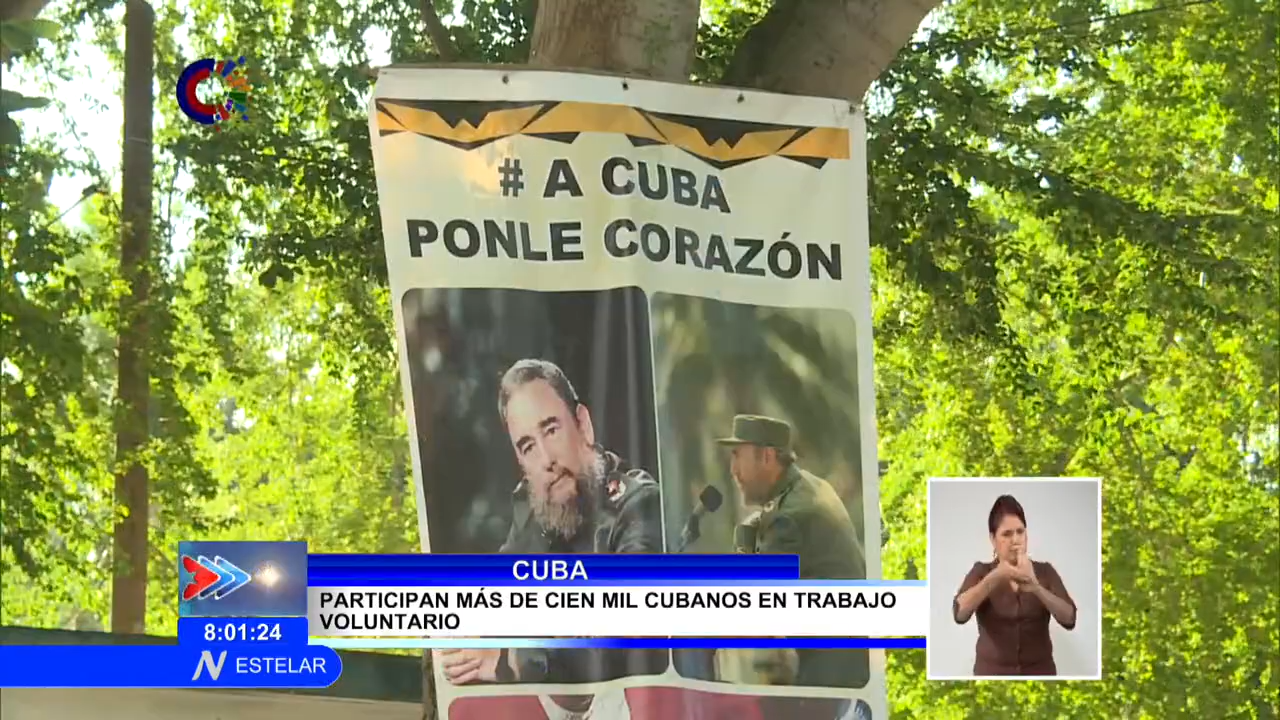 # A CUBA
PONLE CORAZÓN
CUBA
PARTICIPAN MÁS DE CIEN MIL CUBANOS EN TRABAJO
VOLUNTARIO
8:01:24
N ESTELAR